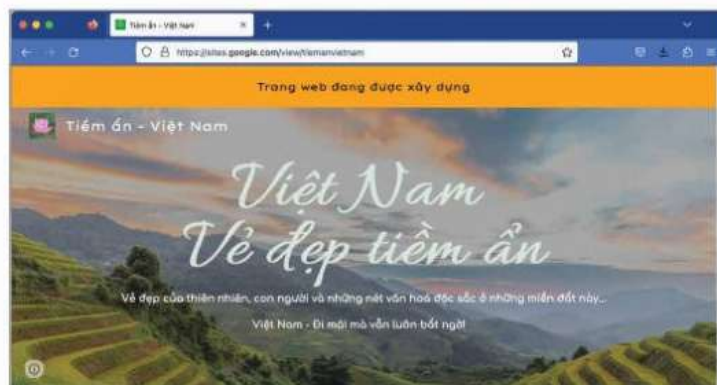 Tiềm ẩn - Việt Nam
https://sites.google.com/view/tiemanvietnam
Trang web đang được xây dựng
Tiềm ẩn - Việt Nam
Việt Nam
Vẻ đẹp tiềm ẩn
Vẻ đẹp của thiên nhiên, con người và những nét văn hoá độc sắc ở những miền đất này...
Việt Nam - Đi mãi mà vẫn luôn bất ngờ!